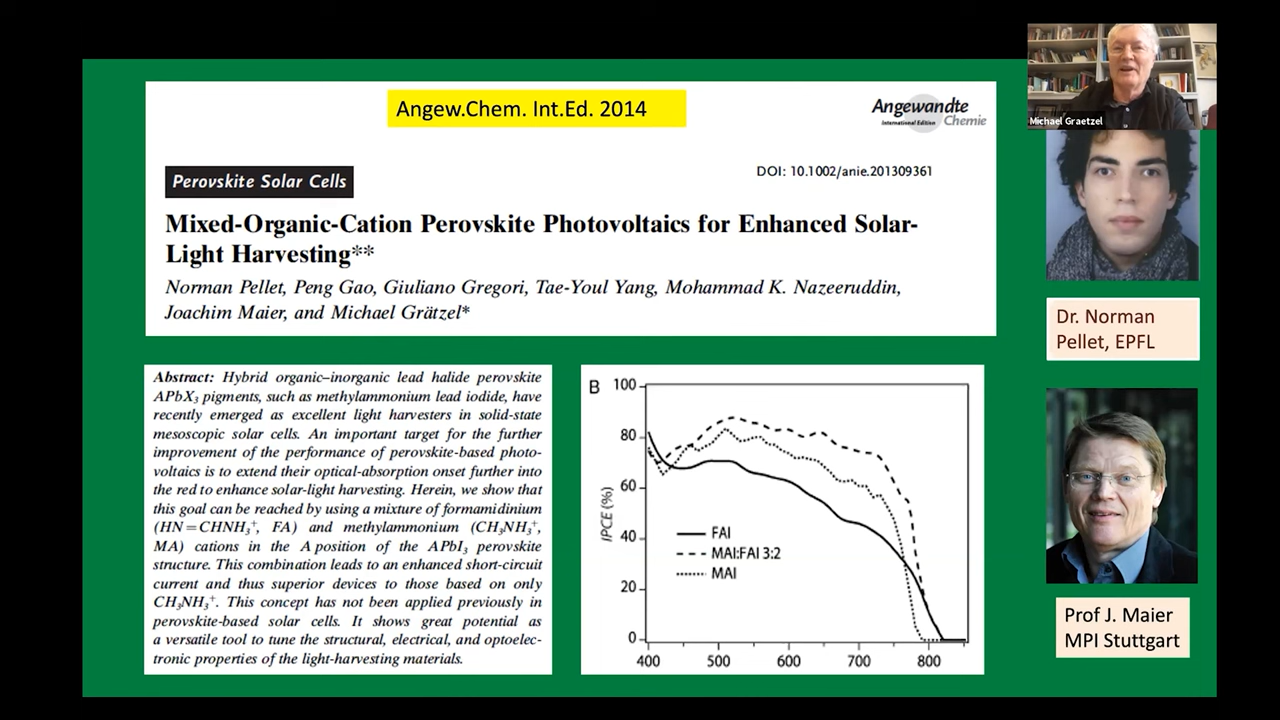 Angew.Chem. Int.Ed. 2014
Angewandte
International Edition
Chemie
DOI: 10.1002/anie.201309361
Perovskite Solar Cells
Mixed-Organic-Cation Perovskite Photovoltaics for Enhanced Solar-
Light Harvesting**
Norman Pellet, Peng Gao, Giuliano Gregori, Tae-Youl Yang, Mohammad K. Nazeeruddin,
Joachim Maier, and Michael Grätzel*
Abstract: Hybrid organic–inorganic lead halide perovskite
APbX₃ pigments, such as methylammonium lead iodide, have
recently emerged as excellent light harvesters in solid-state
mesoscopic solar cells. An important target for the further
improvement of the performance of perovskite-based photo-
voltaics is to extend their optical-absorption onset further into
the red to enhance solar-light harvesting. Herein, we show that
this goal can be reached by using a mixture of formamidinium
(HN=CHNH₃⁺, FA) and methylammonium (CH₃NH₃⁺,
MA) cations in the A position of the APbI₃ perovskite
structure. This combination leads to an enhanced short-circuit
current and thus superior devices to those based on only
CH₃NH₃⁺. This concept has not been applied previously in
perovskite-based solar cells. It shows great potential as
a versatile tool to tune the structural, electrical, and optoelec-
tronic properties of the light-harvesting materials.
B
100
80
60
40
20
0
IPCE (%)
FAI
MAI:FAI 3:2
MAI
400 500 600 700 800
Michael Graetzel
Dr. Norman
Pellet, EPFL
Prof J. Maier
MPI Stuttgart